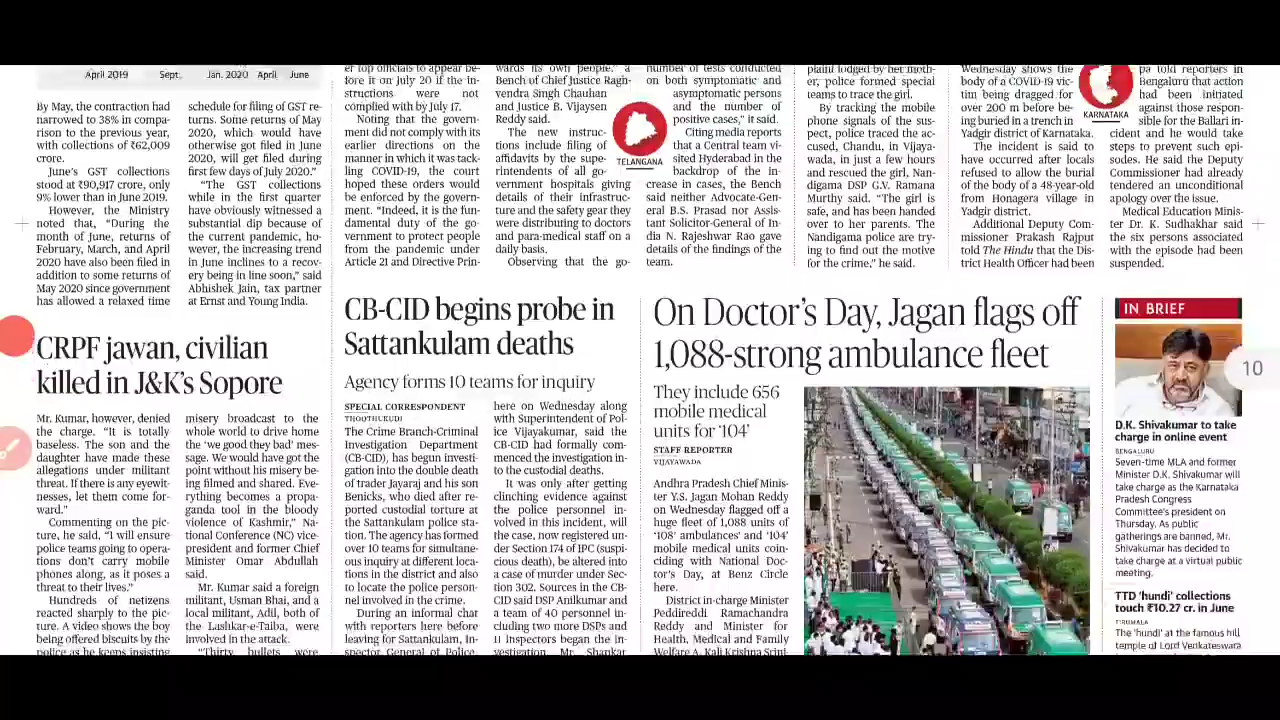 April 2019 Sept. Jan. 2020 April June
By May, the contraction had
narrowed to 38% in compa-
rison to the previous year,
with collections of ₹62,009
crore.
June's GST collections
stood at ₹90,917 crore, only
9% lower than in June 2019.
However, the Ministry
noted that, "During the
month of June, returns of
February, March, and April
2020 have also been filed in
addition to some returns of
May 2020 since government
has allowed a relaxed time
schedule for filing of GST re-
turns. Some returns of May
2020, which would have
otherwise got filed in June
2020, will get filed during
first few days of July 2020."
"The GST collections
while in the first quarter
have obviously witnessed a
substantial dip because of
the current pandemic, ho-
wever, the increasing trend
in June inclines to a recov-
ery being in line soon," said
Abhishek Jain, tax partner
at Ernst and Young India.
er top officials to appear be-
fore it on July 20 if the in-
structions were not
complied with by July 17.
Noting that the govern-
ment did not comply with its
earlier directions on the
manner in which it was tack-
ling COVID-19, the court
hoped these orders would
be enforced by the govern-
ment. "Indeed, it is the fun-
damental duty of the go-
vernment to protect people
from the pandemic under
Article 21 and Directive Prin-
wards its own people." a
Bench of Chief Justice Ragh-
vendra Singh Chauhan
and Justice B. Vijaysen
Reddy said.
The new instruc-
tions include filing of
affidavits by the supe-
rintendents of all go-
vernment hospitals giving
details of their infrastruc-
ture and the safety gear they
were distributing to doctors
and para-medical staff on a
daily basis.
Observing that the go-
TELANGANA
number of tests conducted
on both symptomatic and
asymptomatic persons
and the number of
positive cases," it said.
Citing media reports
that a Central team vi-
sited Hyderabad in the
backdrop of the in-
crease in cases, the Bench
said neither Advocate-Gen-
eral B.S. Prasad nor Assis-
tant Solicitor-General of In-
dia N. Rajeshwar Rao gave
details of the findings of the
team.
plaint lodged by her moth-
er, police formed special
teams to trace the girl.
By tracking the mobile
phone signals of the sus-
pect, police traced the ac-
cused, Chandu, in Vijaya-
wada, in just a few hours
and rescued the girl, Nan-
digama DSP G.V. Ramana
Murthy said. "The girl is
safe, and has been handed
over to her parents. The
Nandigama police are try-
ing to find out the motive
for the crime," he said.
Wednesday shows the
body of a COVID-19 vic-
tim being dragged for
over 200 m before be-
ing buried in a trench in
Yadgir district of Karnataka.
The incident is said to
have occurred after locals
refused to allow the burial
of the body of a 48-year-old
from Honagera village in
Yadgir district.
Additional Deputy Com-
missioner Prakash Rajput
told The Hindu that the Dis-
trict Health Officer had been
KARNATAKA
pa told reporters in
Bengaluru that action
had been initiated
against those respon-
sible for the Ballari in-
cident and he would take
steps to prevent such epi-
sodes. He said the Deputy
Commissioner had already
tendered an unconditional
apology over the issue.
Medical Education Minis-
ter Dr. K. Sudhakar said
the six persons associated
with the episode had been
suspended.
CRPF jawan, civilian
killed in J&K's Sopore
Mr. Kumar, however, denied
the charge. "It is totally
baseless. The son and the
daughter have made these
allegations under militant
threat. If there is any eyewit-
nesses, let them come for-
ward."
Commenting on the pic-
ture, he said, "I will ensure
police teams going to opera-
tions don't carry mobile
phones along, as it poses a
threat to their lives."
Hundreds of netizens
reacted sharply to the pic-
ture. A video shows the boy
being offered biscuits by the
police as he keeps insisting
misery broadcast to the
whole world to drive home
the 'we good they bad' mes-
sage. We would have got the
point without his misery be-
ing filmed and shared. Eve-
rything becomes a propa-
ganda tool in the bloody
violence of Kashmir," Na-
tional Conference (NC) vice-
president and former Chief
Minister Omar Abdullah
said.
Mr. Kumar said a foreign
militant, Usman Bhai, and a
local militant, Adil, both of
the Lashkar-e-Taiba, were
involved in the attack.
"Thirty bullets were
CB-CID begins probe in
Sattankulam deaths
Agency forms 10 teams for inquiry
SPECIAL CORRESPONDENT
THOOTHUKUDI
The Crime Branch-Criminal
Investigation Department
(CB-CID), has begun investi-
gation into the double death
of trader Jayaraj and his son
Benicks, who died after re-
ported custodial torture at
the Sattankulam police sta-
tion. The agency has formed
over 10 teams for simultane-
ous inquiry at different loca-
tions in the district and also
to locate the police person-
nel involved in the crime.
During an informal chat
with reporters here before
leaving for Sattankulam, In-
spector General of Police,
here on Wednesday along
with Superintendent of Pol-
ice Vijayakumar, said the
CB-CID had formally com-
menced the investigation in-
to the custodial deaths.
It was only after getting
clinching evidence against
the police personnel in-
volved in this incident, will
the case, now registered un-
der Section 174 of IPC (suspi-
cious death), be altered into
a case of murder under Sec-
tion 302. Sources in the CB-
CID said DSP Anilkumar and
a team of 40 personnel in-
cluding two more DSPs and
11 Inspectors began the in-
vestigation. Mr. Shankar
On Doctor's Day, Jagan flags off
1,088-strong ambulance fleet
They include 656
mobile medical
units for '104'
STAFF REPORTER
VIJAYAWADA
Andhra Pradesh Chief Minis-
ter Y.S. Jagan Mohan Reddy
on Wednesday flagged off a
huge fleet of 1,088 units of
'108' ambulances' and '104'
mobile medical units coin-
ciding with National Doc-
tor's Day, at Benz Circle
here.
District in-charge Minister
Peddireddi Ramachandra
Reddy and Minister for
Health, Medical and Family
Welfare A. Kali Krishna Srini-
IN BRIEF
10
D.K. Shivakumar to take
charge in online event
BENGALURU
Seven-time MLA and former
Minister D.K. Shivakumar will
take charge as the Karnataka
Pradesh Congress
Committee's president on
Thursday. As public
gatherings are banned, Mr.
Shivakumar has decided to
take charge at a virtual public
meeting.
TTD 'hundi' collections
touch ₹10.27 cr. in June
TIRUMALA
The 'hundi' at the famous hill
temple of Lord Venkateswara